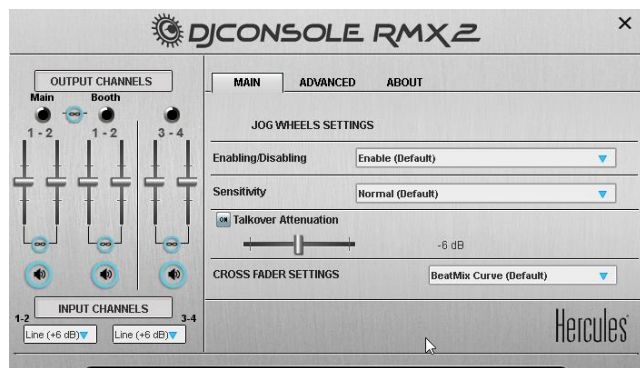 DJCONSOLE RMX2
OUTPUT CHANNELS
Main Booth
1 - 2 1 - 2 3 - 4
INPUT CHANNELS
1-2 3-4
Line (+6 dB) Line (+6 dB)
MAIN ADVANCED ABOUT
JOG WHEELS SETTINGS
Enabling/Disabling Enable (Default)
Sensitivity Normal (Default)
ON Talkover Attenuation
-6 dB
CROSS FADER SETTINGS BeatMix Curve (Default)
Hercules